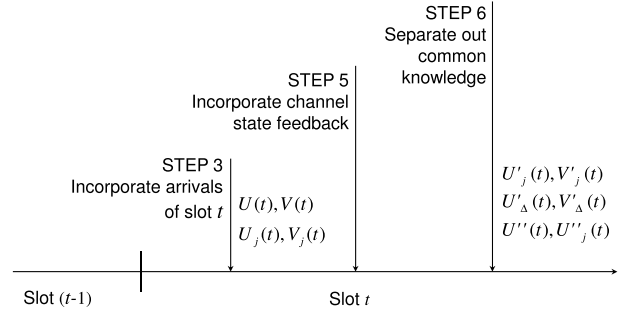 STEP 6
Separate out
common
knowledge
STEP 5
Incorporate channel
state feedback
STEP 3
Incorporate arrivals
of slot t
U(t),V(t)
U_j(t),V_j(t)
U'_j(t),V'_j(t)
U'_Δ(t),V'_Δ(t)
U''(t),U''_j(t)
Slot (t-1)
Slot t